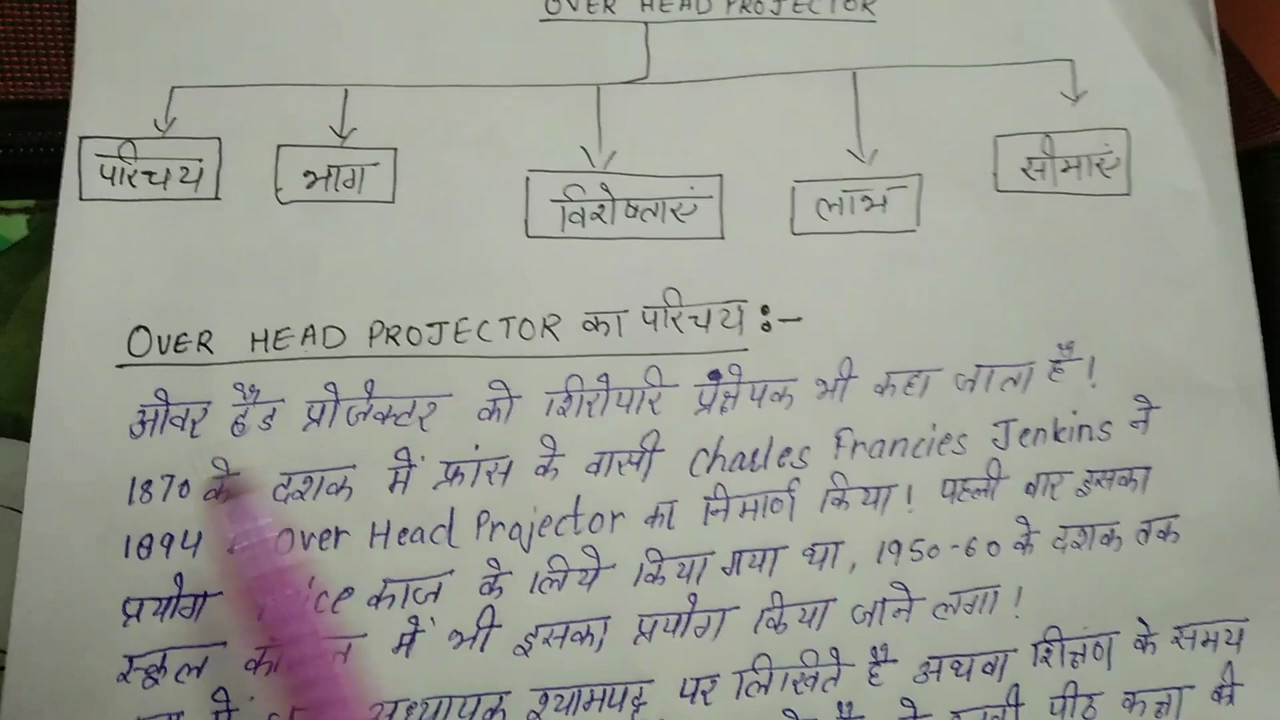 OVER HEAD PROJECTOR
परिचय भाग विशेषताएं लाभ सीमाएं
OVER HEAD PROJECTOR का परिचय :-
ओवर हैड प्रोजेक्टर को शिरोपरि प्रक्षेपक भी कहा जाता है!
1870 के दशक में फ्रांस के वासी Charles Francies Jenkins ने
1894 Over Head Projector का निमार्ण किया! पहली बार इसका
प्रयोग काज के लिये किया गया था, 1950-60 के दशक तक
स्कूल में भी इसका प्रयोग किया जाने लगा!
अध्यापक श्यामपट्ट पर लिखते है अथवा शिक्षण के समय
पीठ कक्षा की